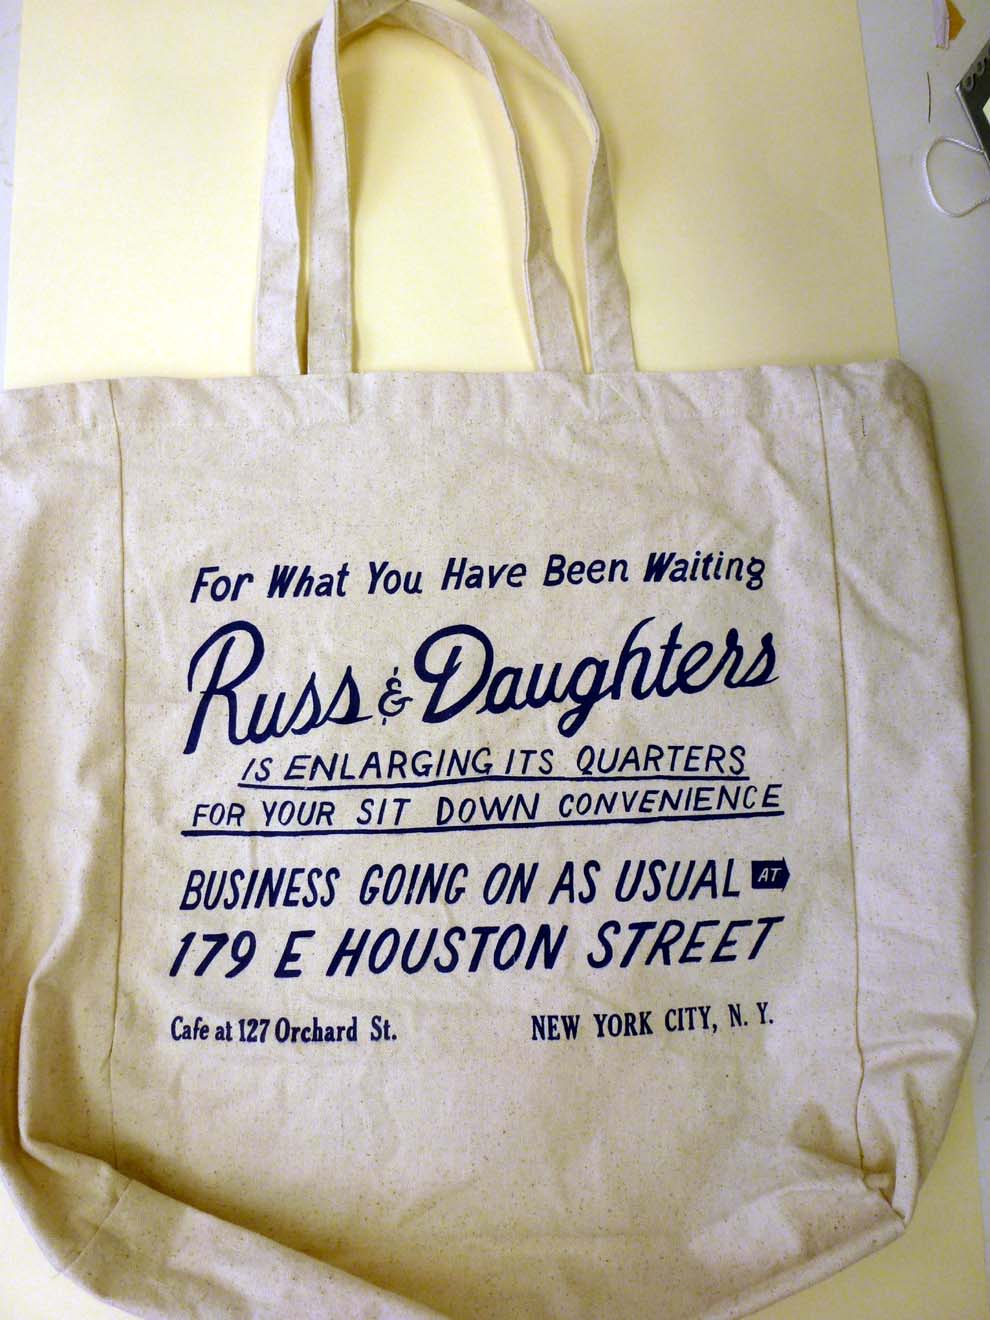 For What You Have Been Waiting
Russ & Daughters
IS ENLARGING ITS QUARTERS
FOR YOUR SIT DOWN CONVENIENCE
BUSINESS GOING ON AS USUAL AT
179 E HOUSTON STREET
Cafe at 127 Orchard St. NEW YORK CITY, N. Y.